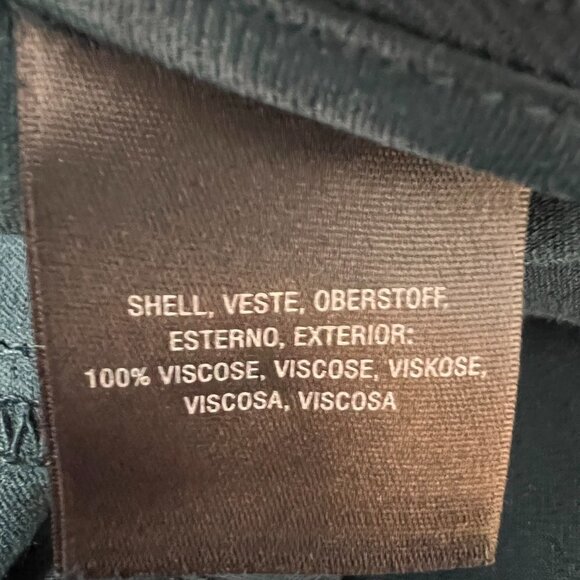 SHELL, VESTE, OBERSTOFF,
ESTERNO, EXTERIOR:
100% VISCOSE, VISCOSE, VISKOSE,
VISCOSA, VISCOSA